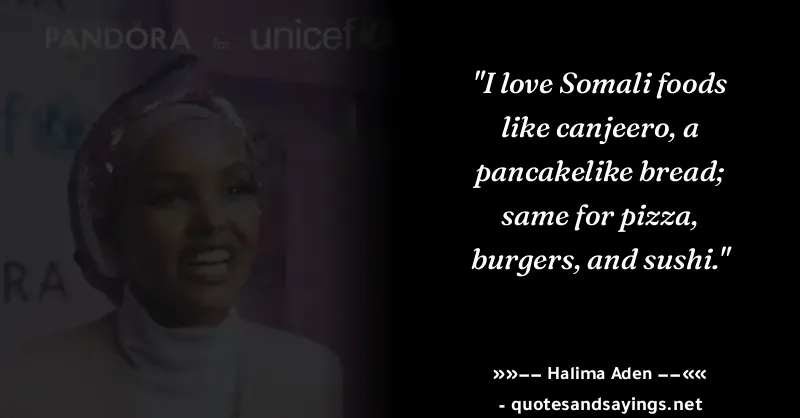 PANDÓRA for unicef
RA
"I love Somali foods
like canjeero, a
pancakelike bread;
same for pizza,
burgers, and sushi."
»»−− Halima Aden −−««
- quotesandsayings.net